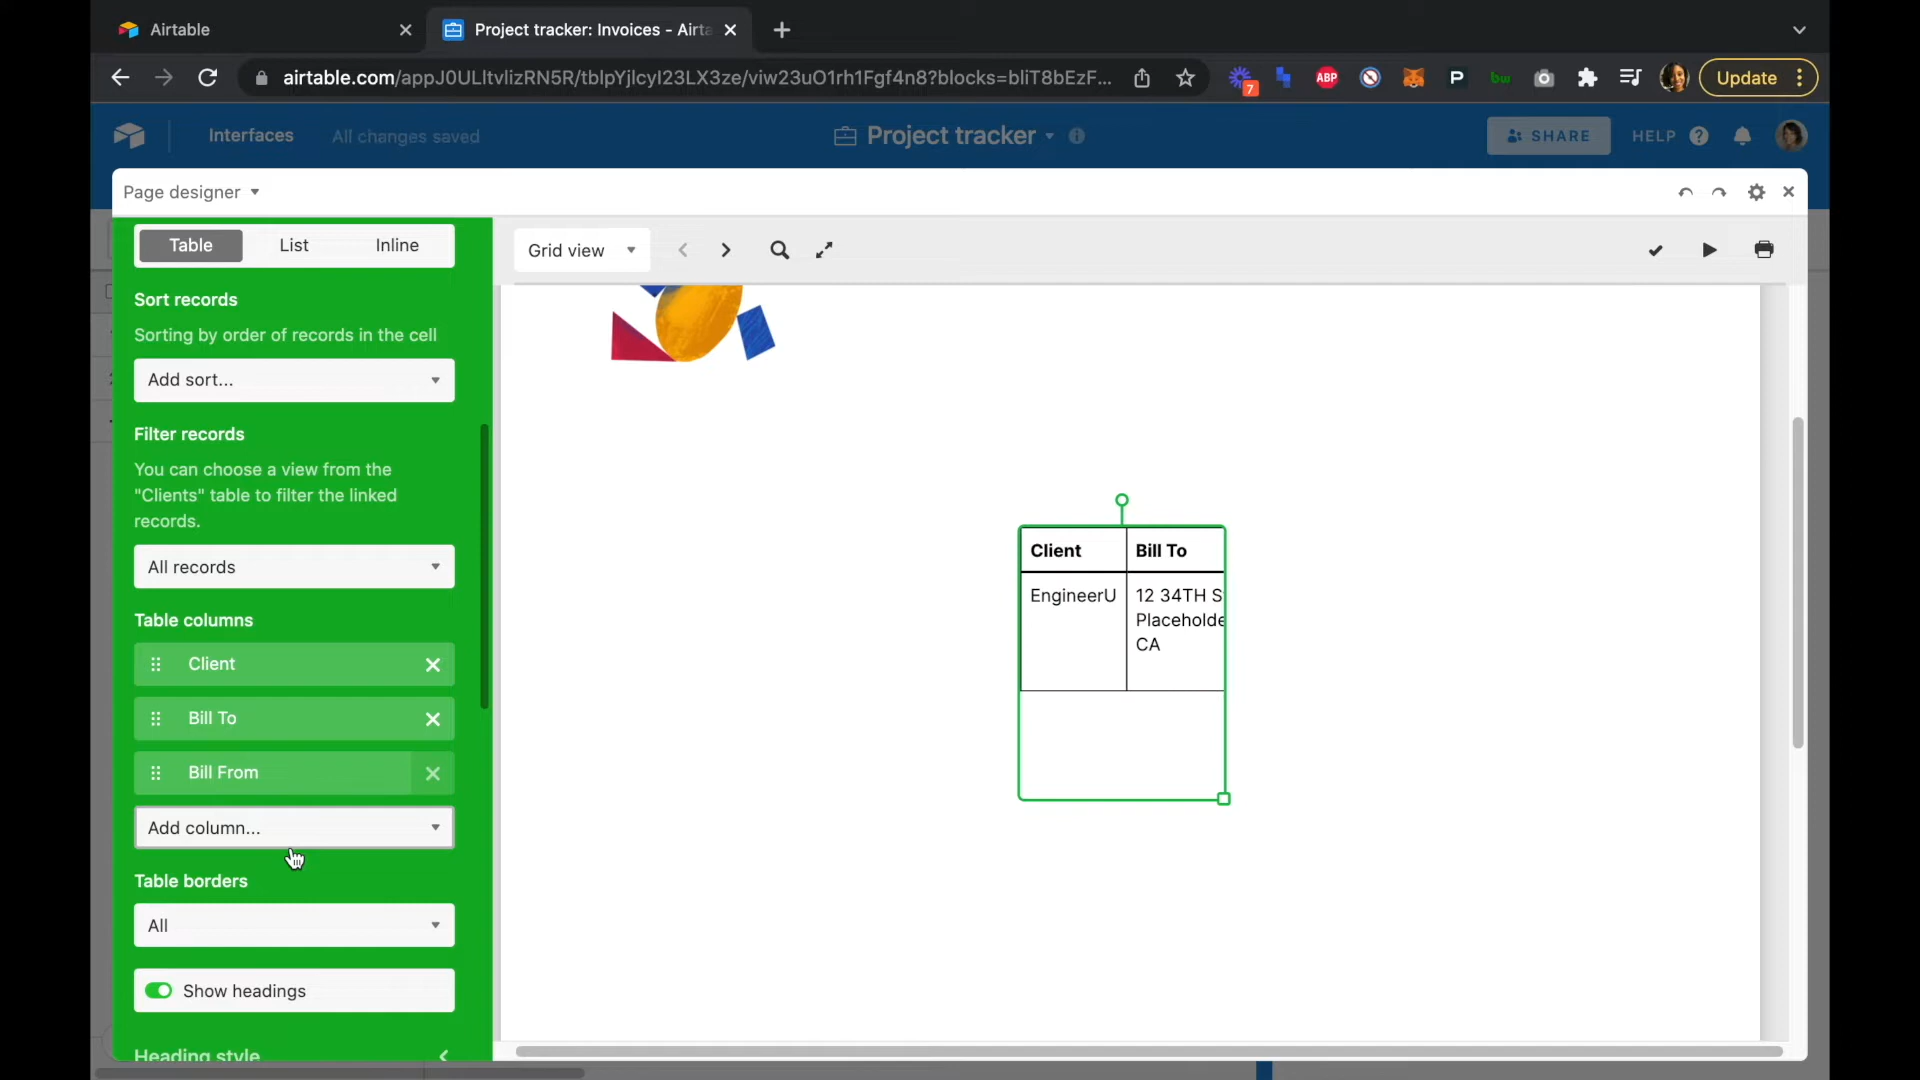 Airtable
Project tracker: Invoices - Airta
airtable.com/appJ0ULltvlizRN5R/tblpYjlcyI23LX3ze/viw23uO1rh1Fgf4n8?blocks=bliT8bEzF...
7
ABP
P
bw
Update
Interfaces
All changes saved
Project tracker
SHARE
HELP
Page designer
Table
List
Inline
Grid view
Sort records
Sorting by order of records in the cell
Add sort...
Filter records
You can choose a view from the
"Clients" table to filter the linked
records.
All records
Table columns
Client
Bill To
Bill From
Add column...
Table borders
All
Show headings
Heading style
Client
Bill To
EngineerU
12 34TH S
Placeholde
CA